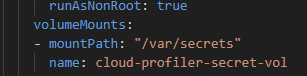 runAsNonRoot: true
volumeMounts:
- mountPath: "/var/secrets"
name: cloud-profiler-secret-vol